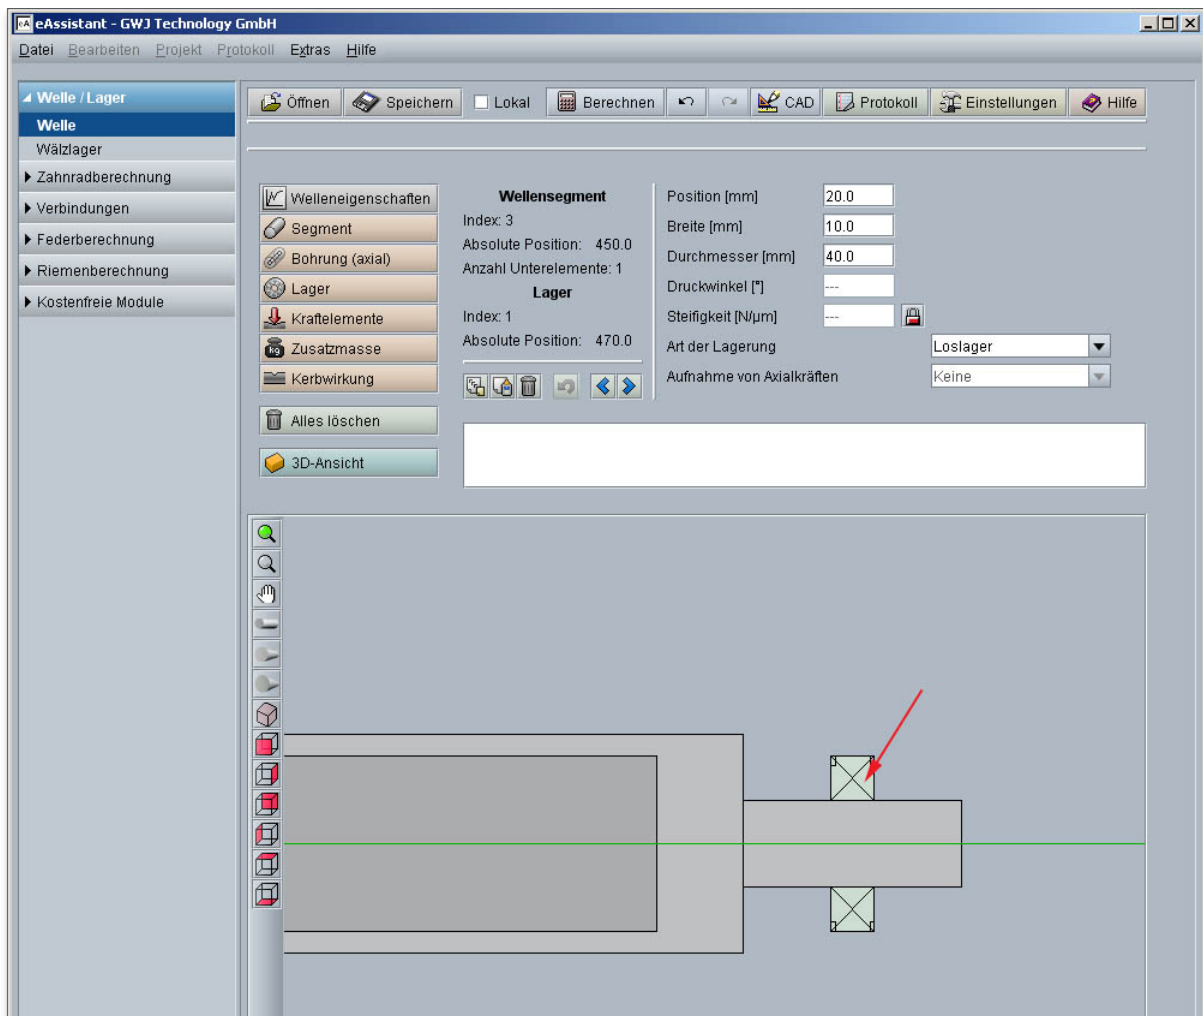 eA eAssistant - GWJ Technology GmbH
Datei Bearbeiten Projekt Protokoll Extras Hilfe
Welle / Lager
Welle
Wälzlager
Zahnradberechnung
Verbindungen
Federberechnung
Riemenberechnung
Kostenfreie Module
Öffnen Speichern Lokal Berechnen CAD Protokoll Einstellungen Hilfe
Welleneigenschaften
Segment
Bohrung (axial)
Lager
Kraftelemente
kg Zusatzmasse
Kerbwirkung
Alles löschen
3D-Ansicht
Wellensegment
Index: 3
Absolute Position: 450.0
Anzahl Unterelemente: 1
Lager
Index: 1
Absolute Position: 470.0
Position [mm] 20.0
Breite [mm] 10.0
Durchmesser [mm] 40.0
Druckwinkel [°] ---
Steifigkeit [N/µm] ---
Art der Lagerung Loslager
Aufnahme von Axialkräften Keine